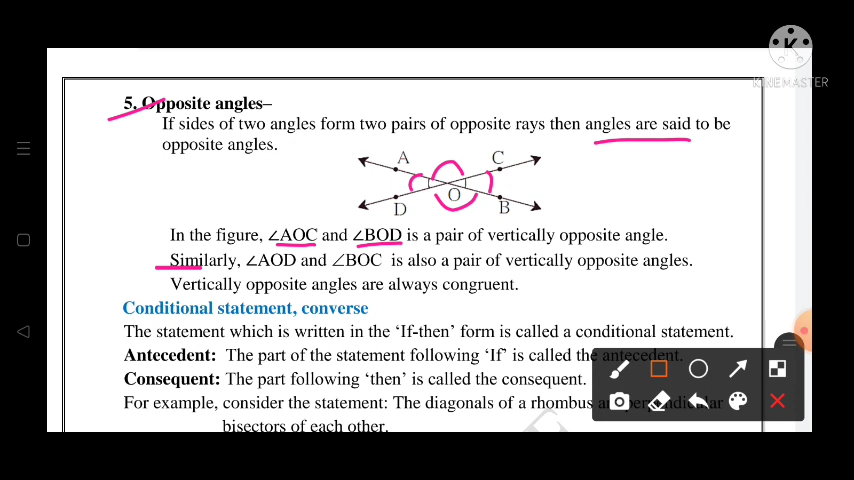 K
KINEMASTER
5. Opposite angles–
If sides of two angles form two pairs of opposite rays then angles are said to be
opposite angles.
A C
O
D B
In the figure, ∠AOC and ∠BOD is a pair of vertically opposite angle.
Similarly, ∠AOD and ∠BOC is also a pair of vertically opposite angles.
Vertically opposite angles are always congruent.
Conditional statement, converse
The statement which is written in the ‘If-then’ form is called a conditional statement.
Antecedent: The part of the statement following ‘If’ is called the antecedent.
Consequent: The part following ‘then’ is called the consequent.
For example, consider the statement: The diagonals of a rhombus are perpendicular
bisectors of each other.